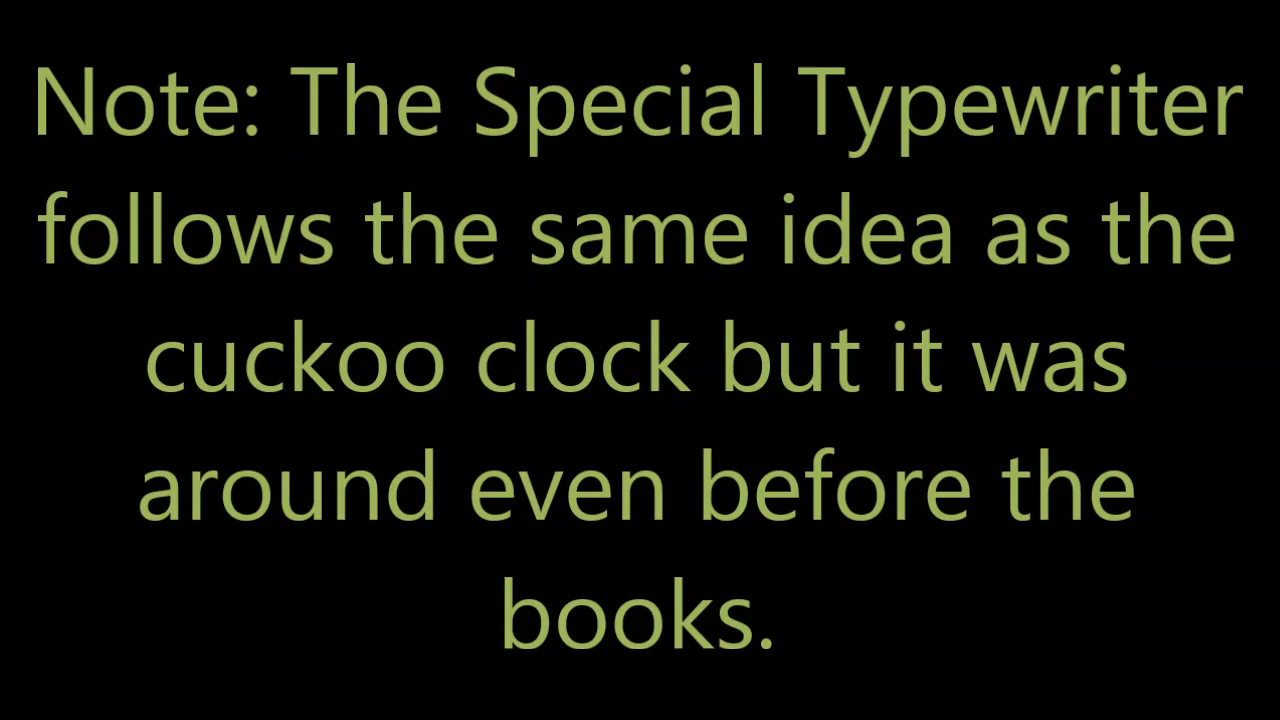 Note: The Special Typewriter
follows the same idea as the
cuckoo clock but it was
around even before the
books.